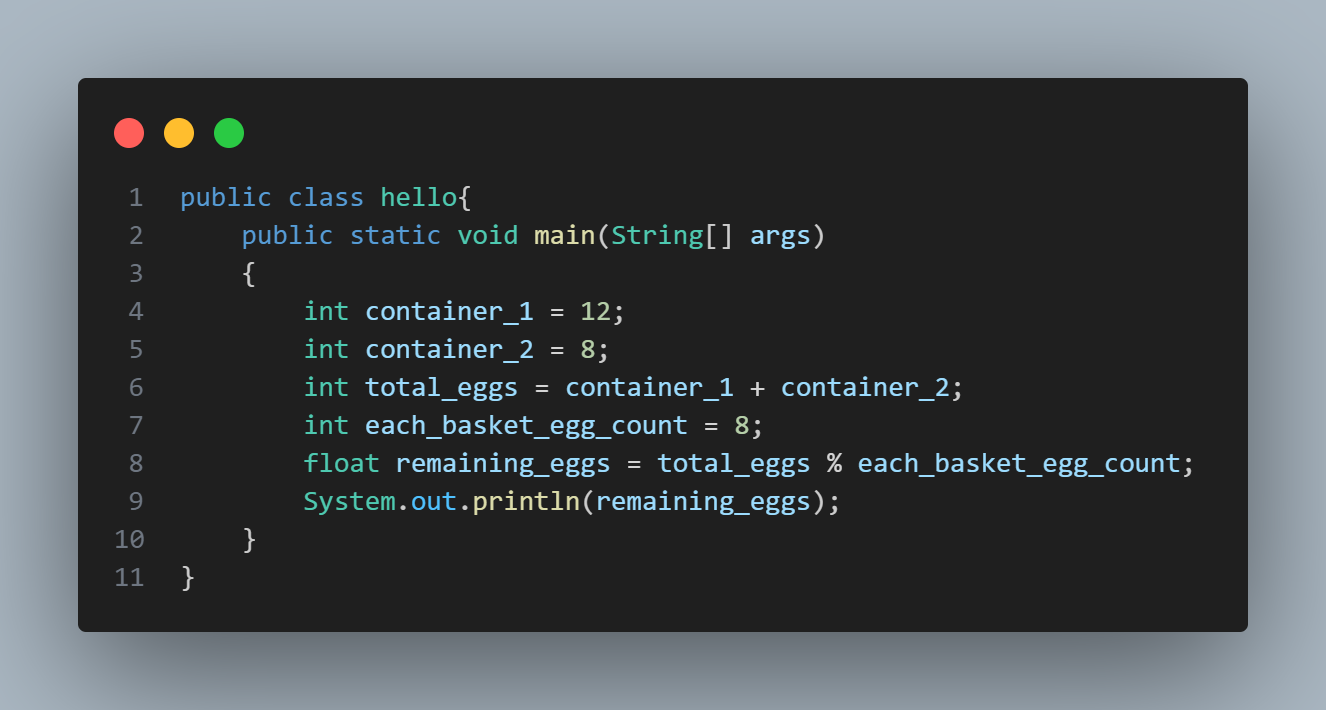 1 public class hello{
2     public static void main(String[] args)
3     {
4         int container_1 = 12;
5         int container_2 = 8;
6         int total_eggs = container_1 + container_2;
7         int each_basket_egg_count = 8;
8         float remaining_eggs = total_eggs % each_basket_egg_count;
9         System.out.println(remaining_eggs);
10     }
11 }